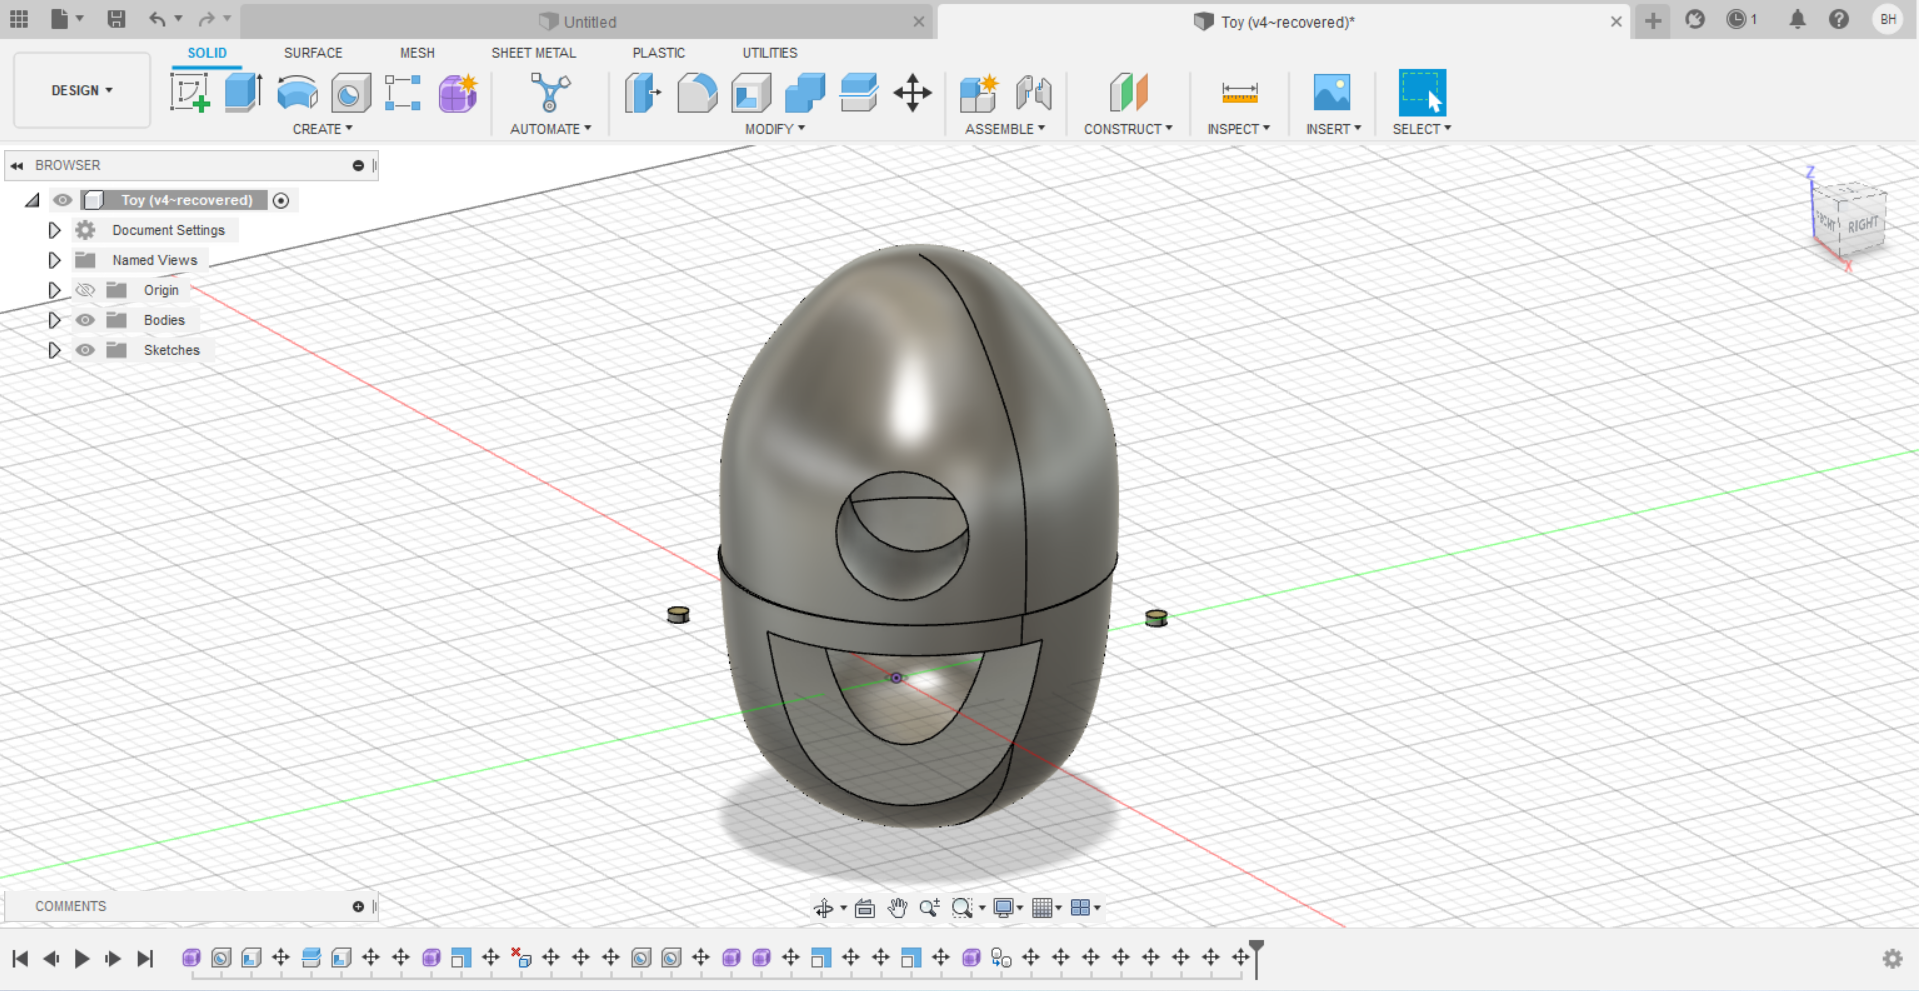 Untitled
Toy (v4~recovered)*
1
BH
DESIGN
SOLID
SURFACE
MESH
SHEET METAL
PLASTIC
UTILITIES
CREATE
AUTOMATE
MODIFY
ASSEMBLE
CONSTRUCT
INSPECT
INSERT
SELECT
BROWSER
Toy (v4~recovered)
Document Settings
Named Views
Origin
Bodies
Sketches
Z
FRONT
RIGHT
X
COMMENTS